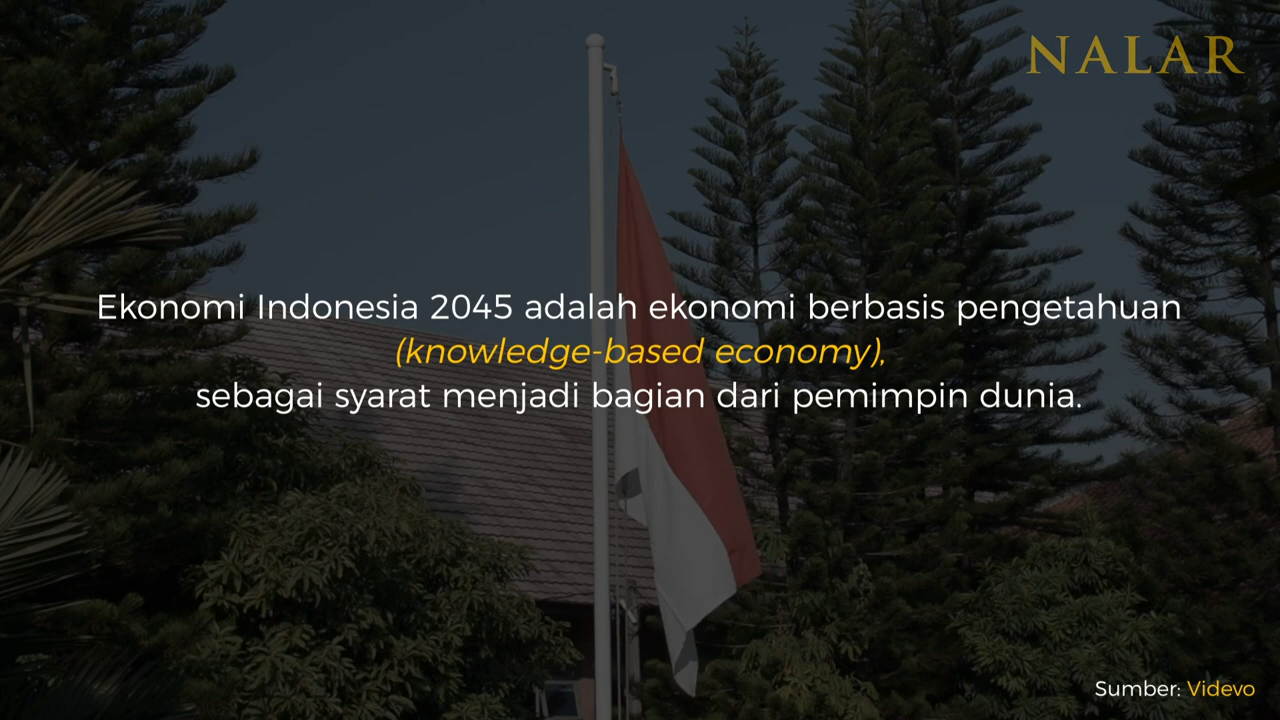 NALAR
Ekonomi Indonesia 2045 adalah ekonomi berbasis pengetahuan
(knowledge-based economy),
sebagai syarat menjadi bagian dari pemimpin dunia.
Sumber: Videvo